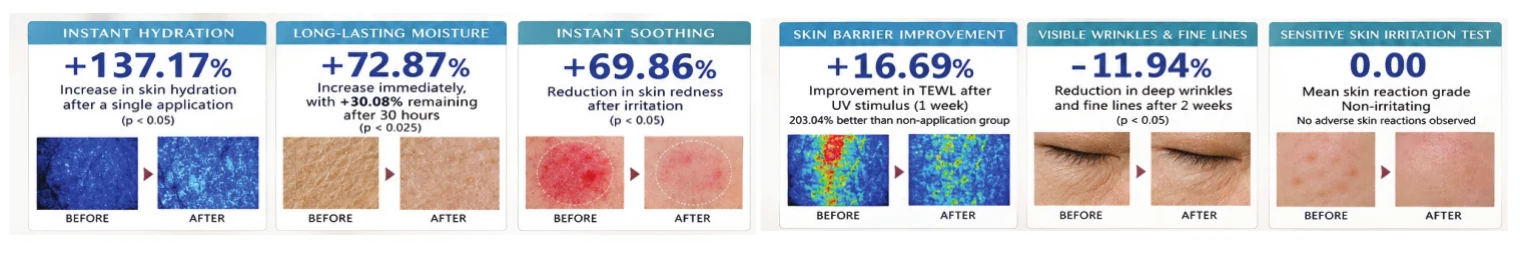 INSTANT HYDRATION
+137.17%
Increase in skin hydration
after a single application
(p < 0.05)
BEFORE
AFTER
LONG-LASTING MOISTURE
+72.87%
Increase immediately,
with +30.08% remaining
after 30 hours
(p < 0.025)
BEFORE
AFTER
INSTANT SOOTHING
+69.86%
Reduction in skin redness
after irritation
(p < 0.05)
BEFORE
AFTER
SKIN BARRIER IMPROVEMENT
+16.69%
Improvement in TEWL after
UV stimulus (1 week)
203.04% better than non-application group
BEFORE
AFTER
VISIBLE WRINKLES & FINE LINES
-11.94%
Reduction in deep wrinkles
and fine lines after 2 weeks
(p < 0.05)
BEFORE
AFTER
SENSITIVE SKIN IRRITATION TEST
0.00
Mean skin reaction grade
Non-irritating
No adverse skin reactions observed
BEFORE
AFTER